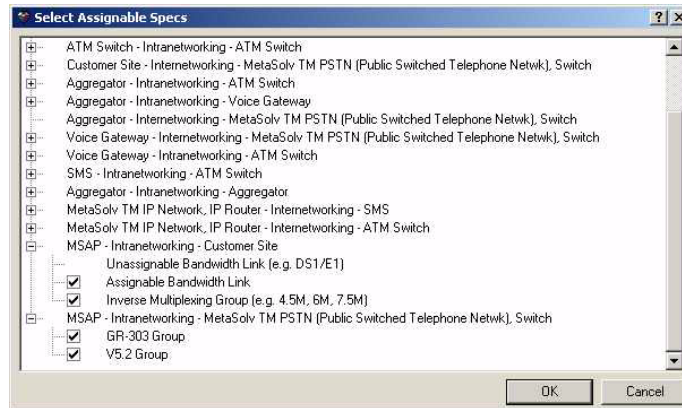 Select Assignable Specs
ATM Switch - Intranetworking - ATM Switch
Customer Site - Internetworking - MetaSolv TM PSTN (Public Switched Telephone Netwk), Switch
Aggregator - Intranetworking - ATM Switch
Aggregator - Intranetworking - Voice Gateway
Aggregator - Internetworking - MetaSolv TM PSTN (Public Switched Telephone Netwk), Switch
Voice Gateway - Internetworking - MetaSolv TM PSTN (Public Switched Telephone Netwk), Switch
Voice Gateway - Intranetworking - ATM Switch
SMS - Intranetworking - ATM Switch
Aggregator - Intranetworking - Aggregator
MetaSolv TM IP Network, IP Router - Internetworking - SMS
MetaSolv TM IP Network, IP Router - Internetworking - ATM Switch
MSAP - Intranetworking - Customer Site
Unassignable Bandwidth Link (e.g. DS1/E1)
Assignable Bandwidth Link
Inverse Multiplexing Group (e.g. 4.5M, 6M, 7.5M)
MSAP - Intranetworking - MetaSolv TM PSTN (Public Switched Telephone Netwk), Switch
GR-303 Group
V5.2 Group
OK Cancel